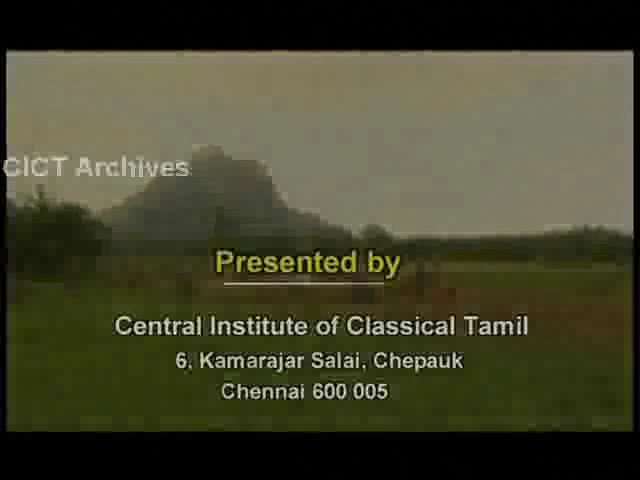 CICT Archives
Presented by
Central Institute of Classical Tamil
6, Kamarajar Salai, Chepauk
Chennai 600 005